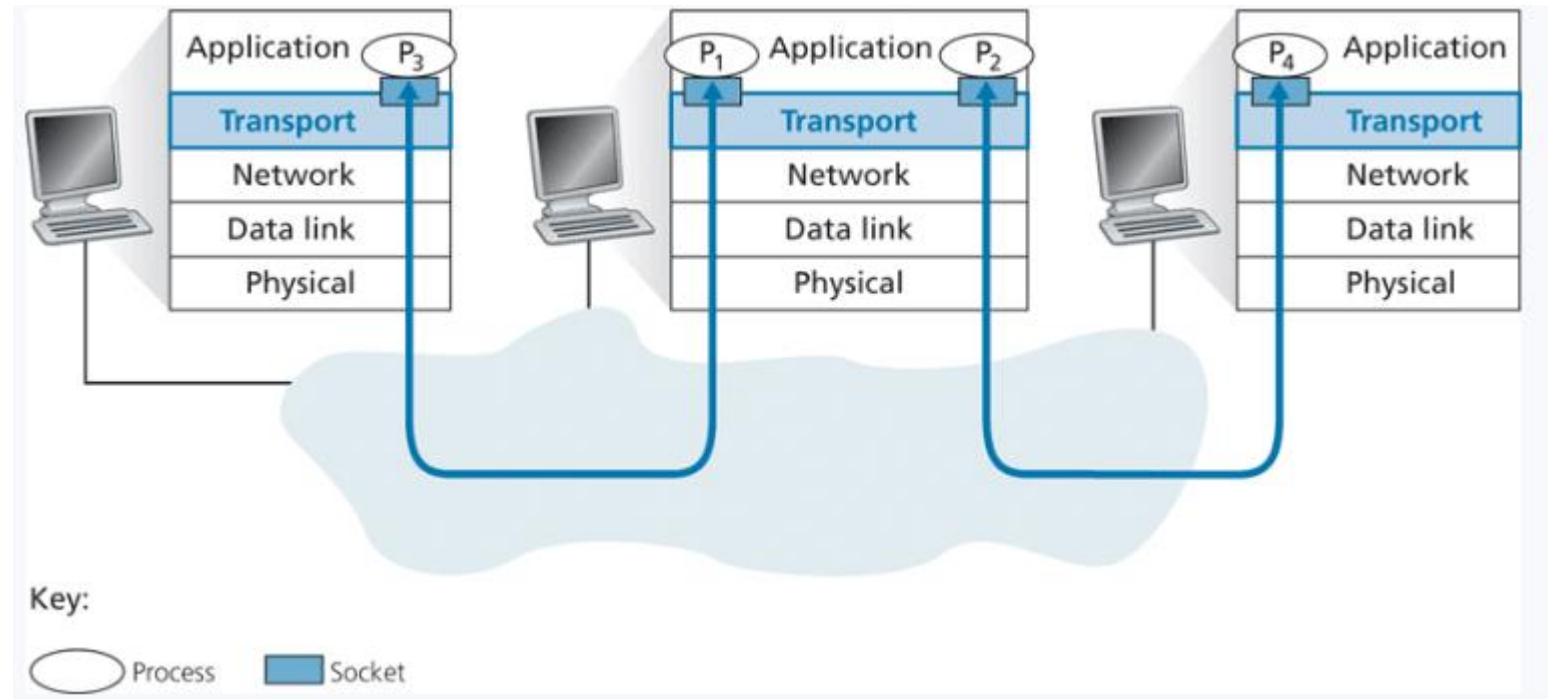 Application P₃
Transport
Network
Data link
Physical
P₁ Application P₂
Transport
Network
Data link
Physical
P₄ Application
Transport
Network
Data link
Physical
Key:
Process
Socket